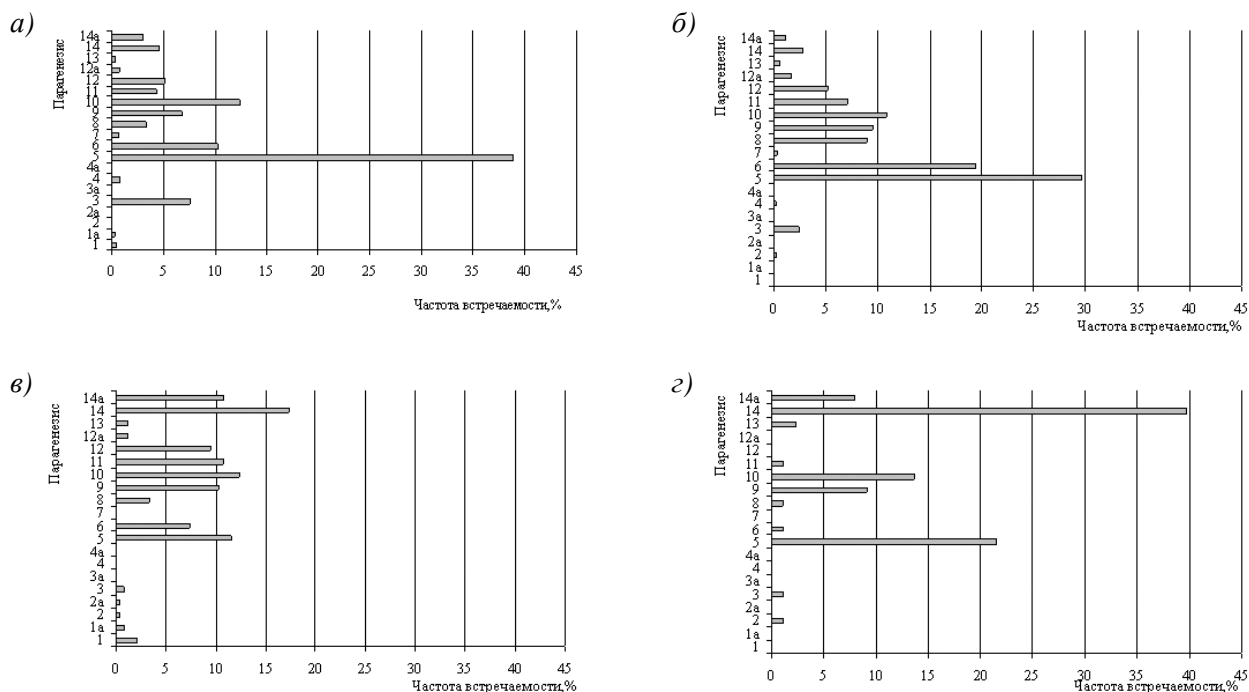 а)
Парагенезис
14а
14
13
12а
12
11
10
9
8
7
6
5
4а
4
3а
3
2а
2
1а
1
0 5 10 15 20 25 30 35 40 45
Частота встречаемости,%
б)
Парагенезис
14а
14
13
12а
12
11
10
9
8
7
6
5
4а
4
3а
3
2а
2
1а
1
0 5 10 15 20 25 30 35 40 45
Частота встречаемости,%
в)
Парагенезис
14а
14
13
12а
12
11
10
9
8
7
6
5
4а
4
3а
3
2а
2
1а
1
0 5 10 15 20 25 30 35 40 45
Частота встречаемости,%
г)
Парагенезис
14а
14
13
12а
12
11
10
9
8
7
6
5
4а
4
3а
3
2а
2
1а
1
0 5 10 15 20 25 30 35 40 45
Частота встречаемости,%